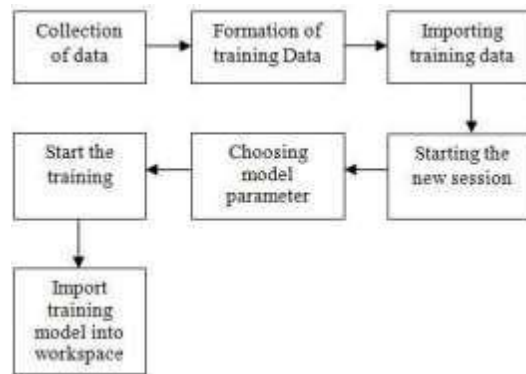 Collection
of data
Formation of
training Data
Importing
training data
Starting the
new session
Choosing
model
parameter
Start the
training
Import
training
model into
workspace